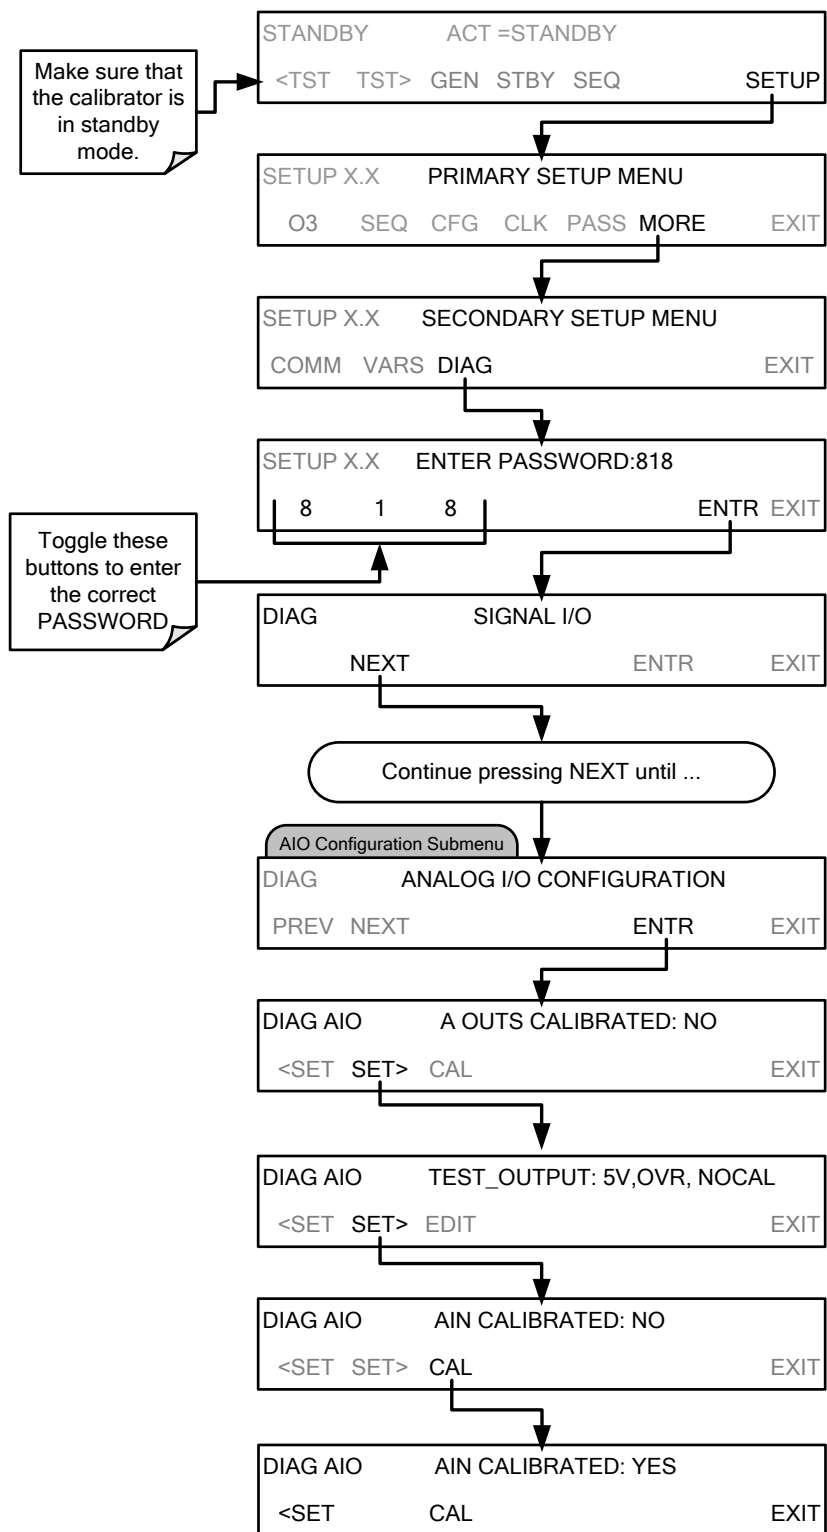 STANDBY ACT =STANDBY
Make sure that
the calibrator is
in standby
mode.
<TST TST> GEN STBY SEQ SETUP
SETUP X.X PRIMARY SETUP MENU
O3 SEQ CFG CLK PASS MORE EXIT
SETUP X.X SECONDARY SETUP MENU
COMM VARS DIAG EXIT
SETUP X.X ENTER PASSWORD:818
8 1 8 ENTR EXIT
Toggle these
buttons to enter
the correct
PASSWORD
DIAG SIGNAL I/O
NEXT ENTR EXIT
Continue pressing NEXT until ...
AIO Configuration Submenu
DIAG ANALOG I/O CONFIGURATION
PREV NEXT ENTR EXIT
DIAG AIO A OUTS CALIBRATED: NO
<SET SET> CAL EXIT
DIAG AIO TEST_OUTPUT: 5V,OVR, NOCAL
<SET SET> EDIT EXIT
DIAG AIO AIN CALIBRATED: NO
<SET SET> CAL EXIT
DIAG AIO AIN CALIBRATED: YES
<SET CAL EXIT